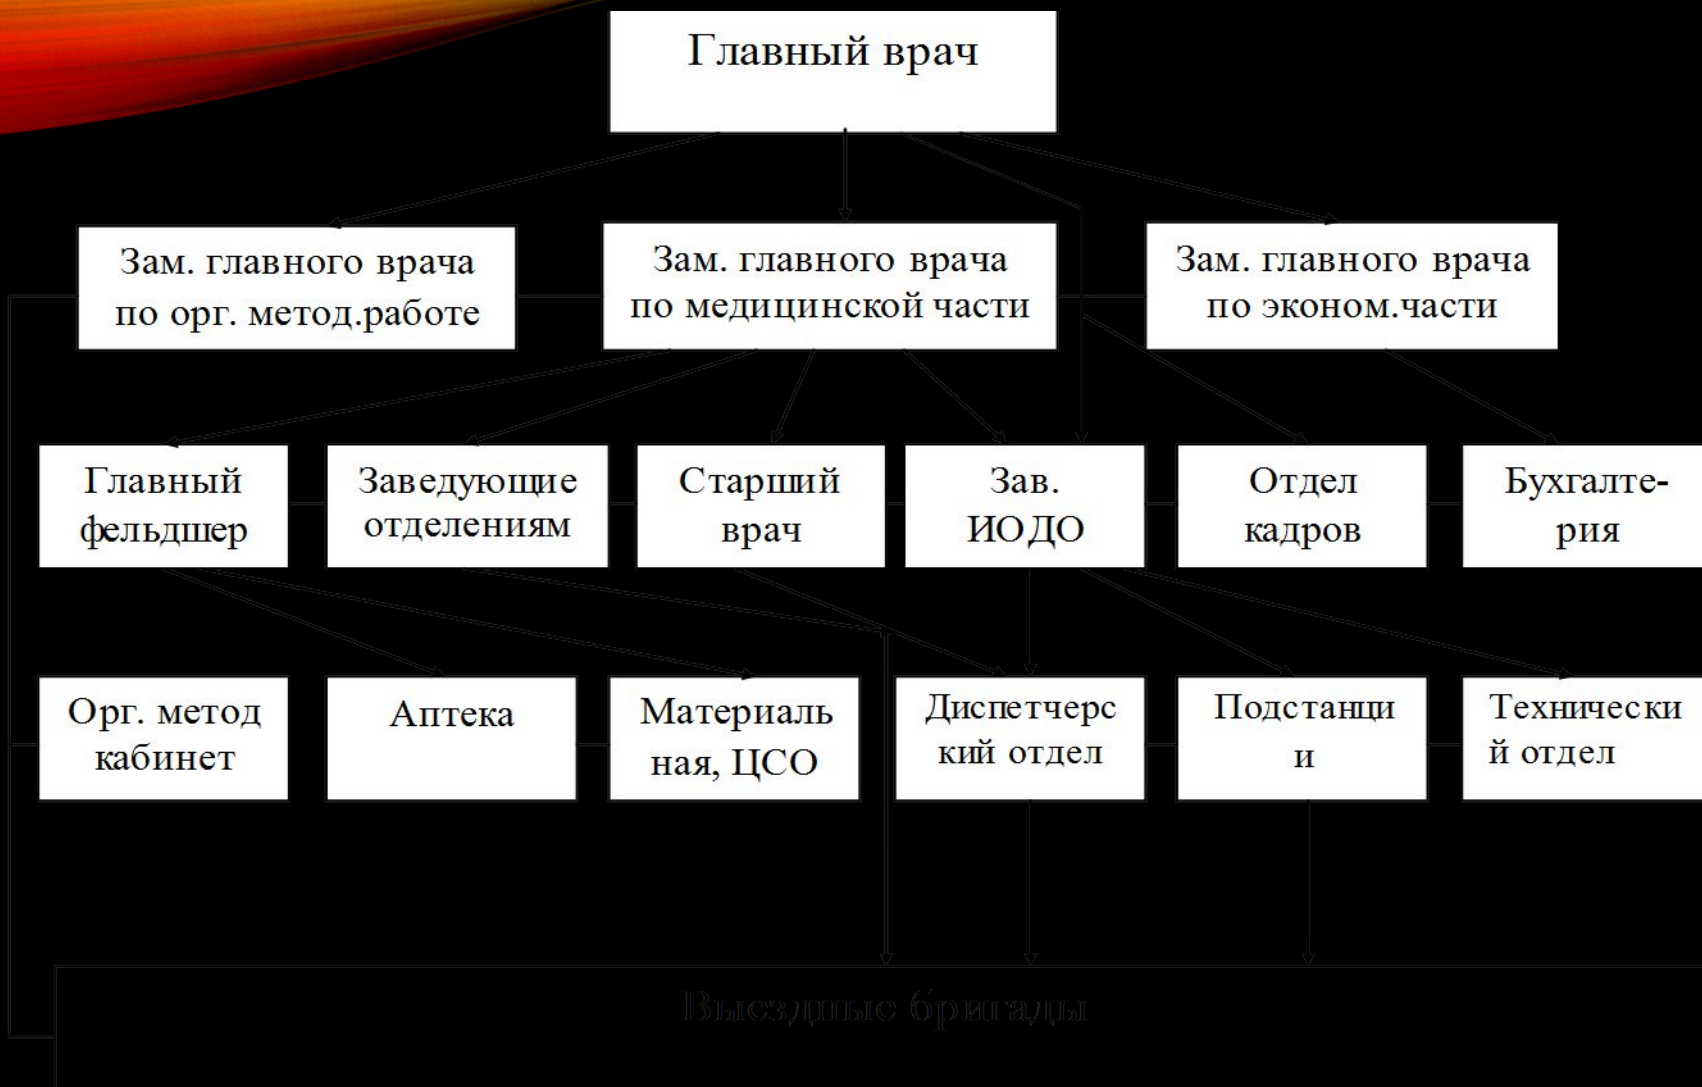 Главный врач
Зам. главного врача
по орг. метод.работе
Зам. главного врача
по медицинской части
Зам. главного врача
по эконом.части
Главный
фельдшер
Заведующие
отделениям
Старший
врач
Зав.
ИОДО
Отдел
кадров
Бухгалте-
рия
Орг. метод
кабинет
Аптека
Материаль
ная, ЦСО
Диспетчерс
кий отдел
Подстанци
и
Технически
й отдел
Выездные бригады